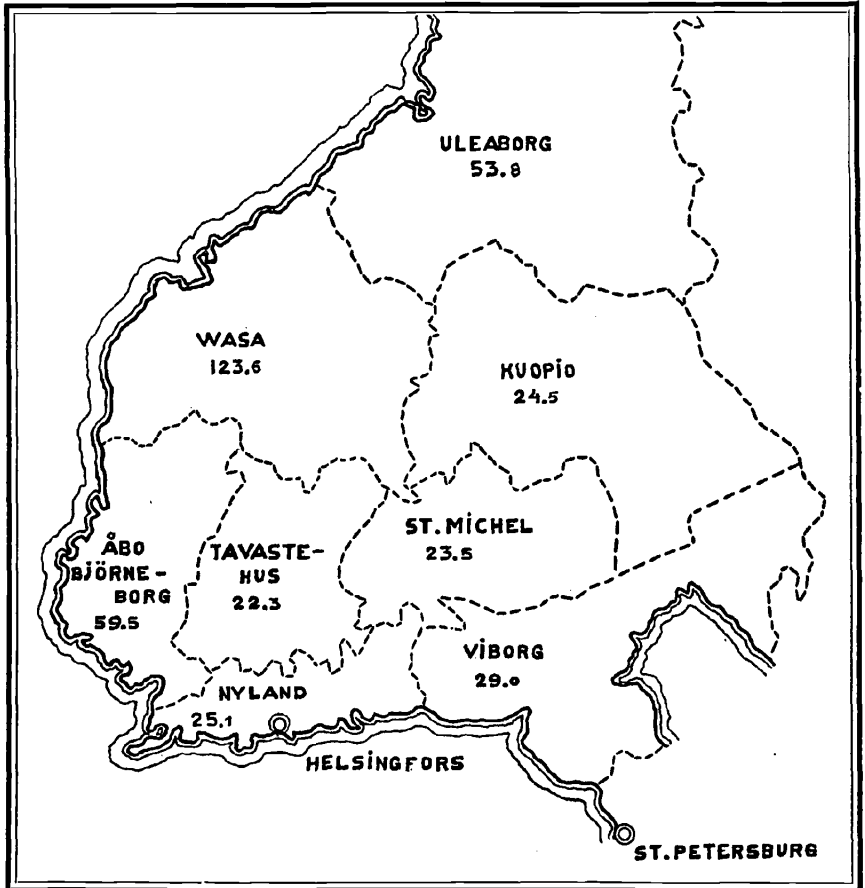 ULEABORG
53.8
WASA
123.6
KUOPIO
24.5
ST. MiCHEL
23.5
ÅBO
BJÖRNE-
BORG
59.5
TAVASTE-
HUS
22.3
ViBORG
29.0
NYLAND
25.1
HELSiNGFORS
ST. PETERSBURG